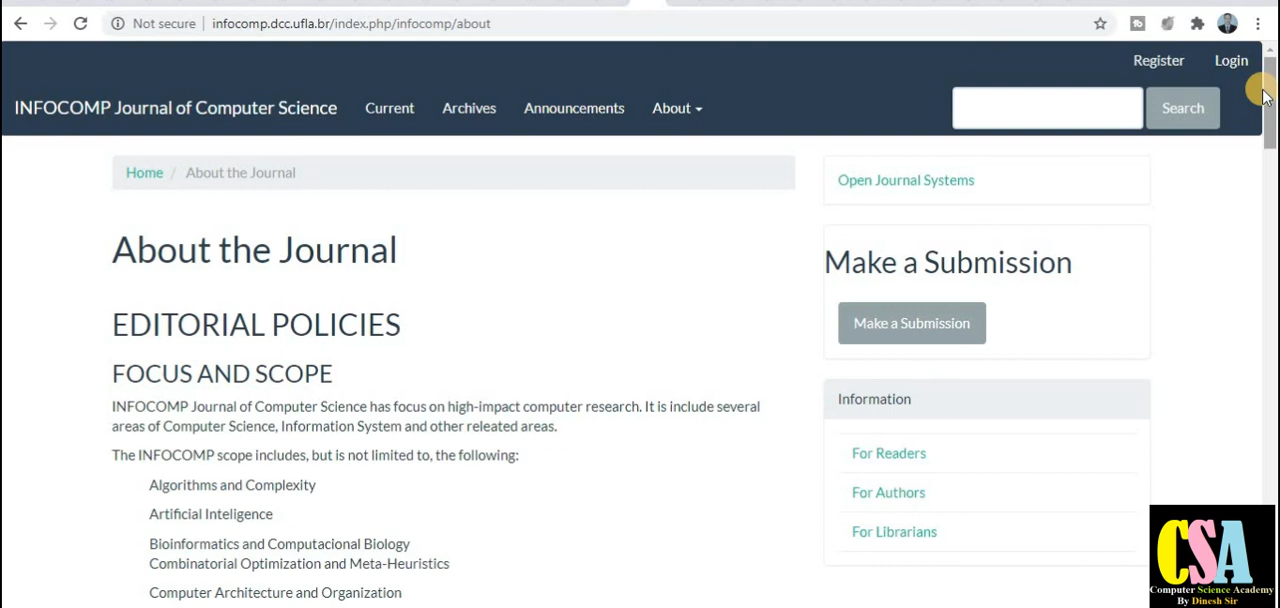 Not secure
infocomp.dcc.ufla.br/index.php/infocomp/about
Register Login
INFOCOMP Journal of Computer Science Current Archives Announcements About Search
Home / About the Journal
Open Journal Systems
About the Journal
Make a Submission
Make a Submission
EDITORIAL POLICIES
FOCUS AND SCOPE
INFOCOMP Journal of Computer Science has focus on high-impact computer research. It is include several
areas of Computer Science, Information System and other releated areas.
The INFOCOMP scope includes, but is not limited to, the following:
Algorithms and Complexity
Artificial Inteligence
Bioinformatics and Computacional Biology
Combinatorial Optimization and Meta-Heuristics
Computer Architecture and Organization
Information
For Readers
For Authors
For Librarians
CSA
Computer Science Academy
By Dinesh Sir